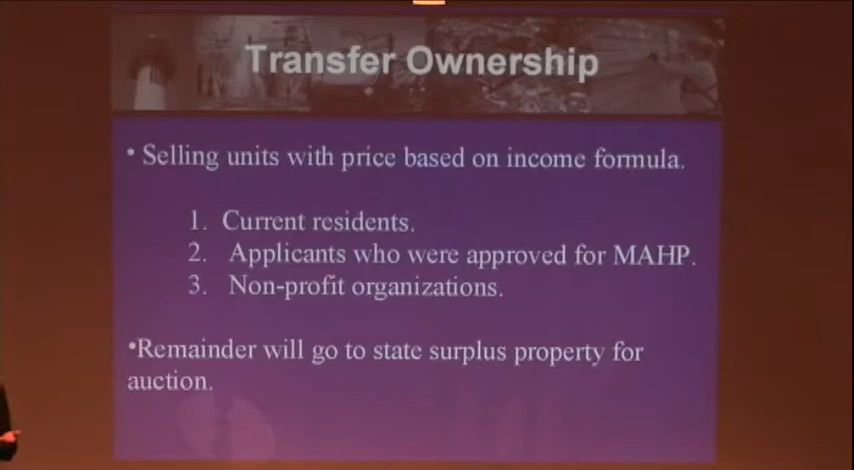 Transfer Ownership
• Selling units with price based on income formula.
1. Current residents.
2. Applicants who were approved for MAHP.
3. Non-profit organizations.
•Remainder will go to state surplus property for
auction.